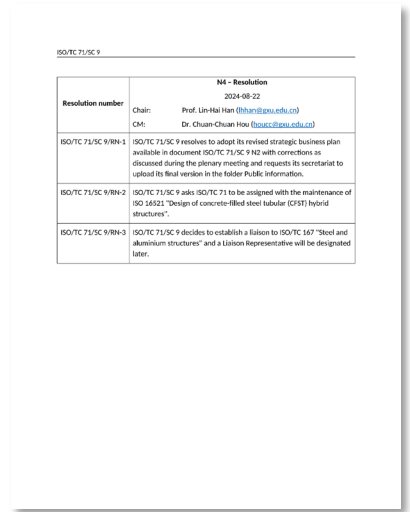 ISO/TC 71/SC 9
N4 – Resolution
2024-08-22
Resolution number
Chair: Prof. Lin-Hai Han (lhhan@gxu.edu.cn)
CM: Dr. Chuan-Chuan Hou (houcc@gxu.edu.cn)
ISO/TC 71/SC 9/RN-1
ISO/TC 71/SC 9 resolves to adopt its revised strategic business plan
available in document ISO/TC 71/SC 9 N2 with corrections as
discussed during the plenary meeting and requests its secretariat to
upload its final version in the folder Public information.
ISO/TC 71/SC 9/RN-2
ISO/TC 71/SC 9 asks ISO/TC 71 to be assigned with the maintenance of
ISO 16521 "Design of concrete-filled steel tubular (CFST) hybrid
structures".
ISO/TC 71/SC 9/RN-3
ISO/TC 71/SC 9 decides to establish a liaison to ISO/TC 167 "Steel and
aluminium structures" and a Liaison Representative will be designated
later.